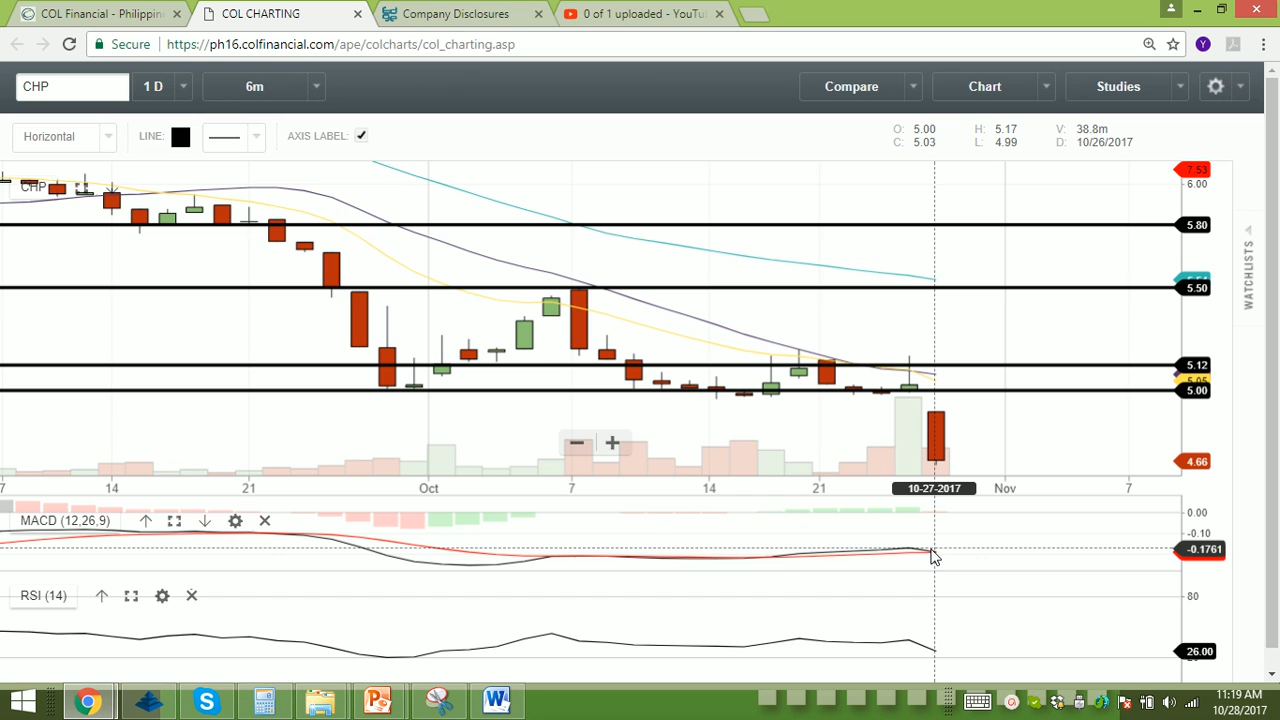 COL Financial - Philippin
COL CHARTING
Company Disclosures
0 of 1 uploaded - YouTu
Secure
https://ph16.colfinancial.com/ape/colcharts/col_charting.asp
CHP
1 D
6m
Compare
Chart
Studies
Horizontal
LINE:
AXIS LABEL:
O: 5.00 H: 5.17 V: 38.8m
C: 5.03 L: 4.99 D: 10/26/2017
7.53
6.00
CHP
5.80
5.50
5.12
5.05
5.00
4.66
WATCHLISTS
7 14 21 Oct 7 14 21 10-27-2017 Nov 7
MACD (12,26,9)
0.00
-0.10
-0.1761
RSI (14)
80
26.00
11:19 AM
10/28/2017